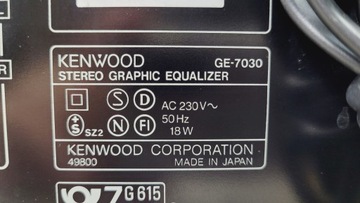 KENWOOD GE-7030
STEREO GRAPHIC EQUALIZER
S D AC 230V~
50Hz
+S SZ2 N FI 18W
KENWOOD CORPORATION
49800 MADE IN JAPAN
7 G 615